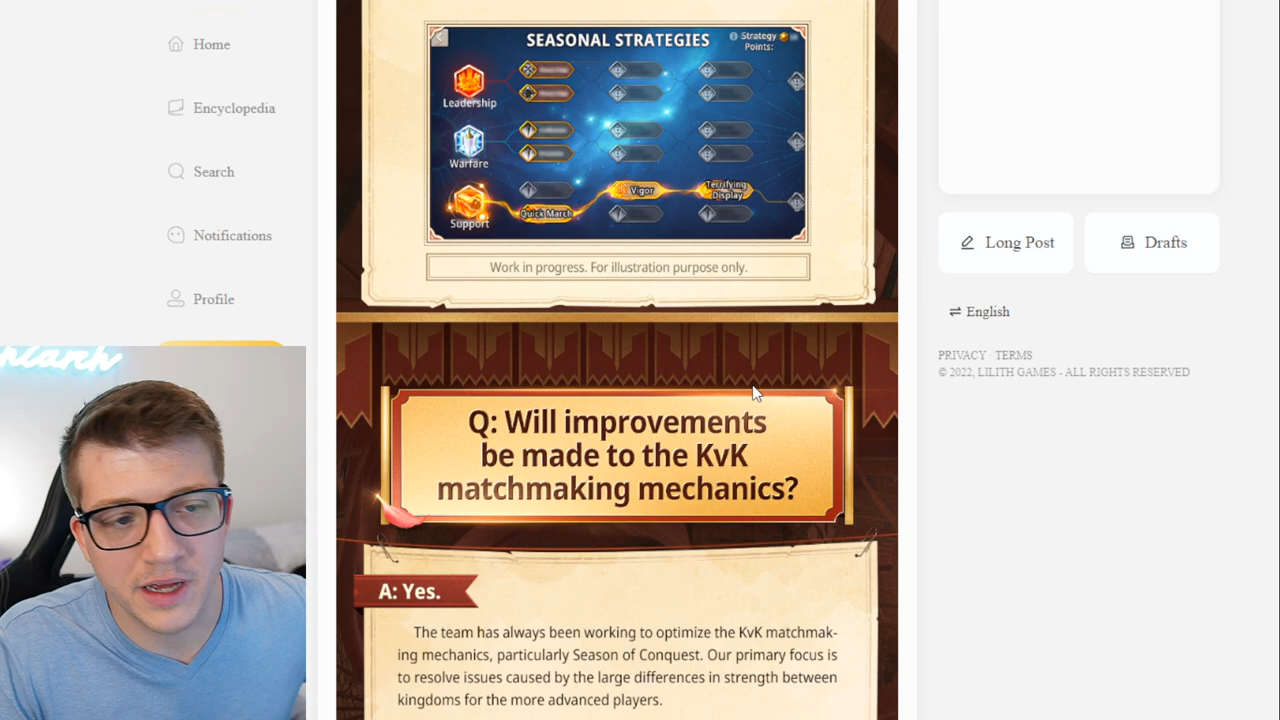 Home
Encyclopedia
Search
Notifications
Profile
SEASONAL STRATEGIES
Strategy
Points:
Leadership
Warfare
Support
Quick March
Vigor
Terrifying
Display
Work in progress. For illustration purpose only.
Q: Will improvements
be made to the KvK
matchmaking mechanics?
A: Yes.
The team has always been working to optimize the KvK matchmak-
ing mechanics, particularly Season of Conquest. Our primary focus is
to resolve issues caused by the large differences in strength between
kingdoms for the more advanced players.
Long Post
Drafts
English
PRIVACY · TERMS
© 2022, LILITH GAMES - ALL RIGHTS RESERVED